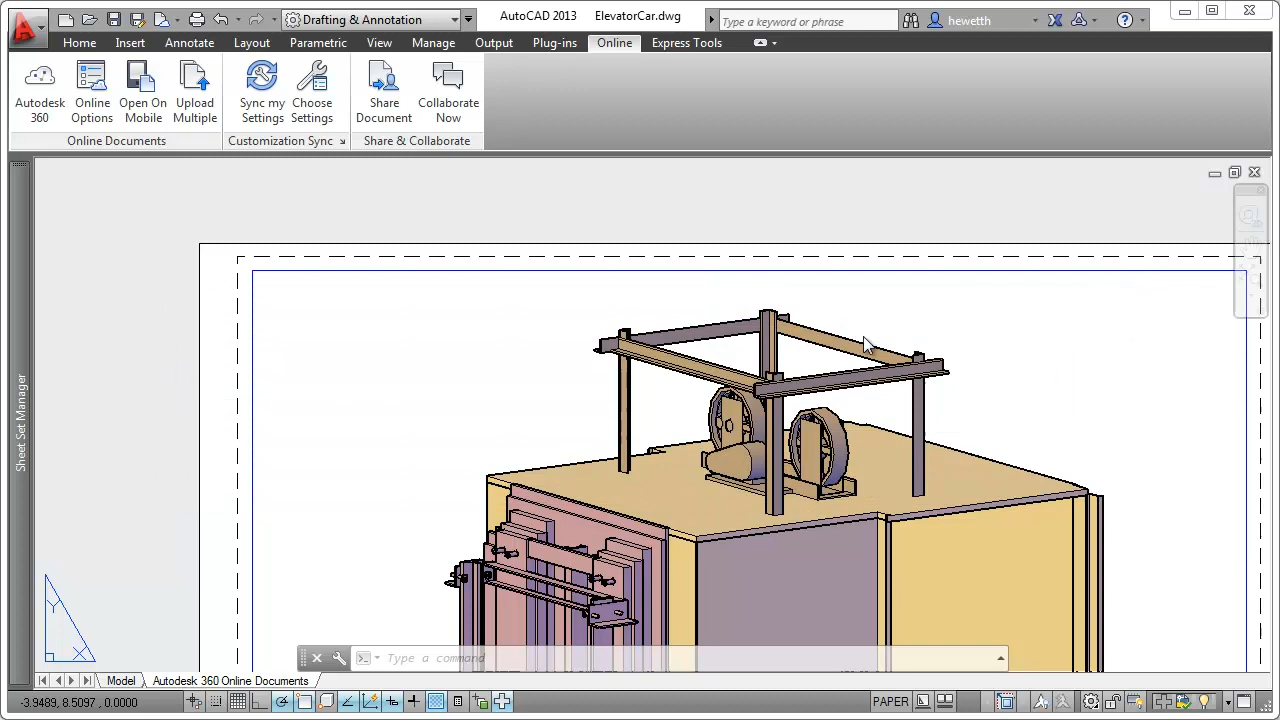 Drafting & Annotation
AutoCAD 2013 ElevatorCar.dwg
Type a keyword or phrase
hewetth
Home Insert Annotate Layout Parametric View Manage Output Plug-ins Online Express Tools
Autodesk 360
Online Options
Open On Mobile
Upload Multiple
Sync my Settings
Choose Settings
Share Document
Collaborate Now
Online Documents
Customization Sync
Share & Collaborate
Sheet Set Manager
Y
X
Type a command
Model
Autodesk 360 Online Documents
-3.9489, 8.5097, 0.0000
PAPER